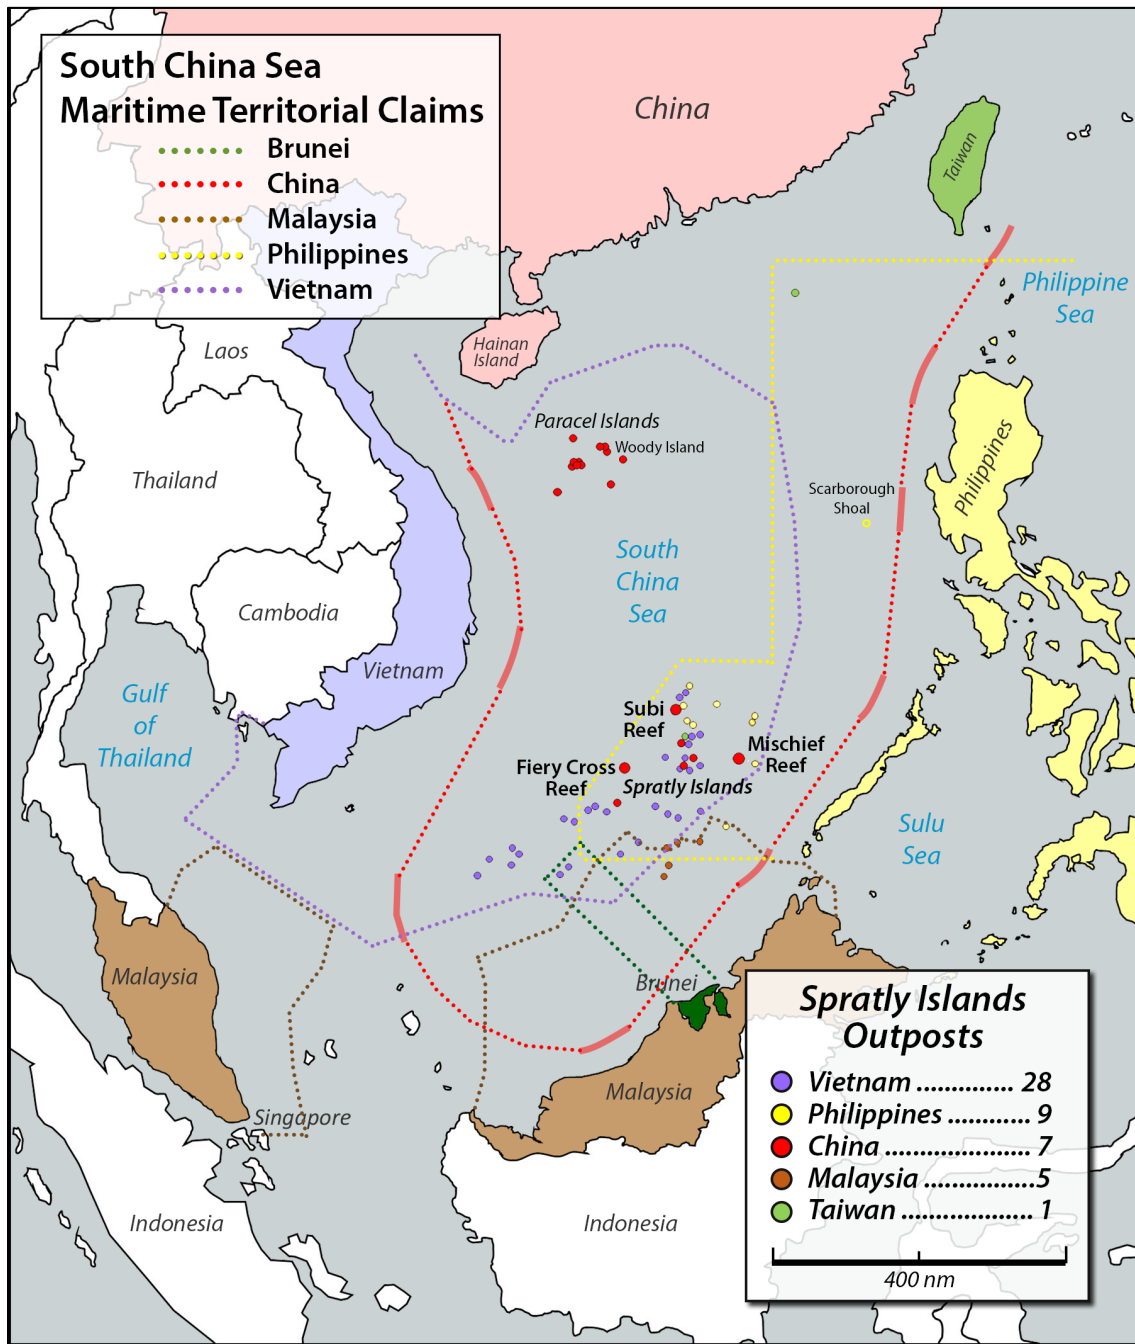 South China Sea
Maritime Territorial Claims
Brunei
China
Malaysia
Philippines
Vietnam
China
Taiwan
Philippine
Sea
Hainan
Island
Laos
Paracel Islands
Woody Island
Thailand
Philippines
Scarborough
Shoal
South
China
Sea
Cambodia
Vietnam
Gulf
of
Thailand
Subi
Reef
Mischief
Reef
Fiery Cross
Reef
Spratly Islands
Sulu
Sea
Malaysia
Brunei
Malaysia
Singapore
Indonesia
Indonesia
Spratly Islands
Outposts
Vietnam .............. 28
Philippines ........... 9
China ..................... 7
Malaysia ................5
Taiwan ................... 1
400 nm